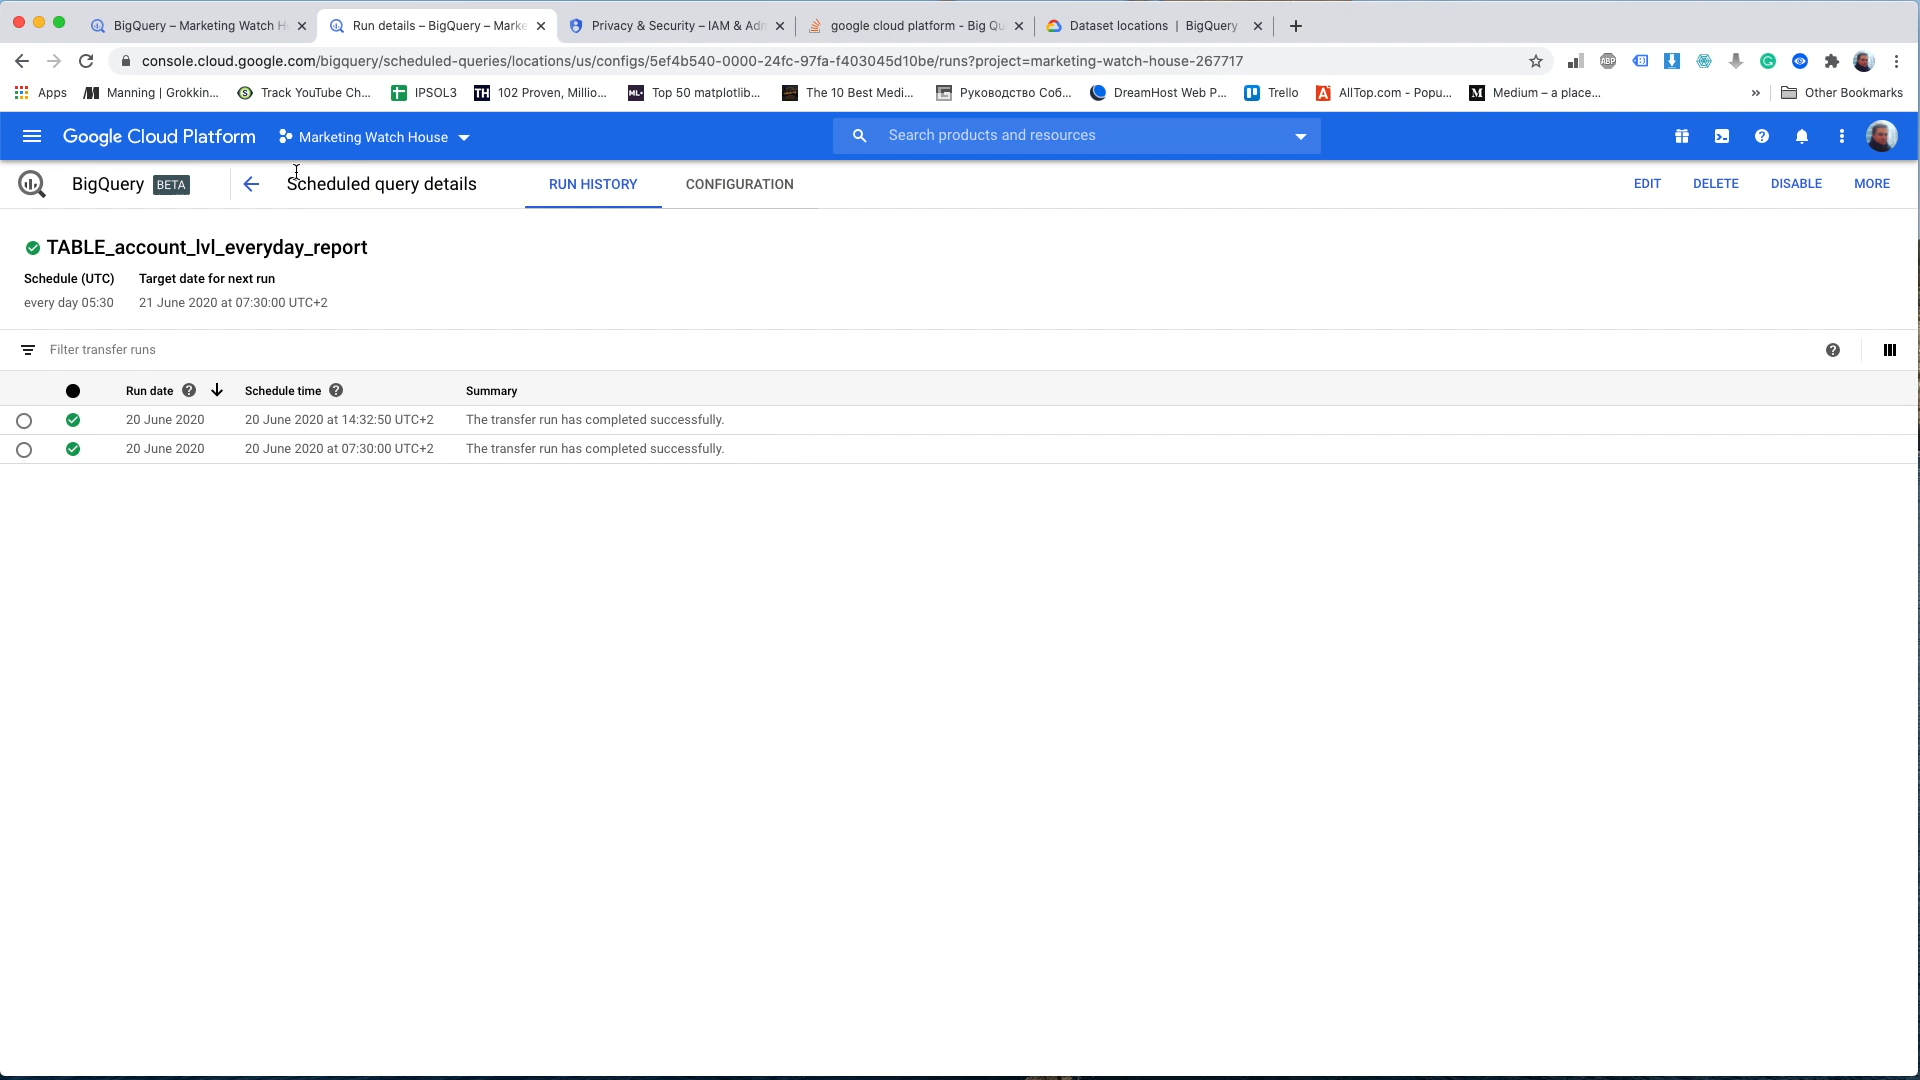 BigQuery – Marketing Watch H
Run details – BigQuery – Marke
Privacy & Security – IAM & Adm
google cloud platform - Big Qu
Dataset locations | BigQuery
console.cloud.google.com/bigquery/scheduled-queries/locations/us/configs/5ef4b540-0000-24fc-97fa-f403045d10be/runs?project=marketing-watch-house-267717
ABP
Apps
Manning | Grokkin...
Track YouTube Ch...
IPSOL3
TH 102 Proven, Millio...
ML Top 50 matplotlib...
The 10 Best Medi...
Руководство Соб...
DreamHost Web P...
Trello
AllTop.com - Popu...
M Medium – a place...
»
Other Bookmarks
Google Cloud Platform
Marketing Watch House
Search products and resources
BigQuery BETA
Scheduled query details
RUN HISTORY
CONFIGURATION
EDIT
DELETE
DISABLE
MORE
TABLE_account_lvl_everyday_report
Schedule (UTC) Target date for next run
every day 05:30 21 June 2020 at 07:30:00 UTC+2
Filter transfer runs
Run date Schedule time Summary
20 June 2020 20 June 2020 at 14:32:50 UTC+2 The transfer run has completed successfully.
20 June 2020 20 June 2020 at 07:30:00 UTC+2 The transfer run has completed successfully.